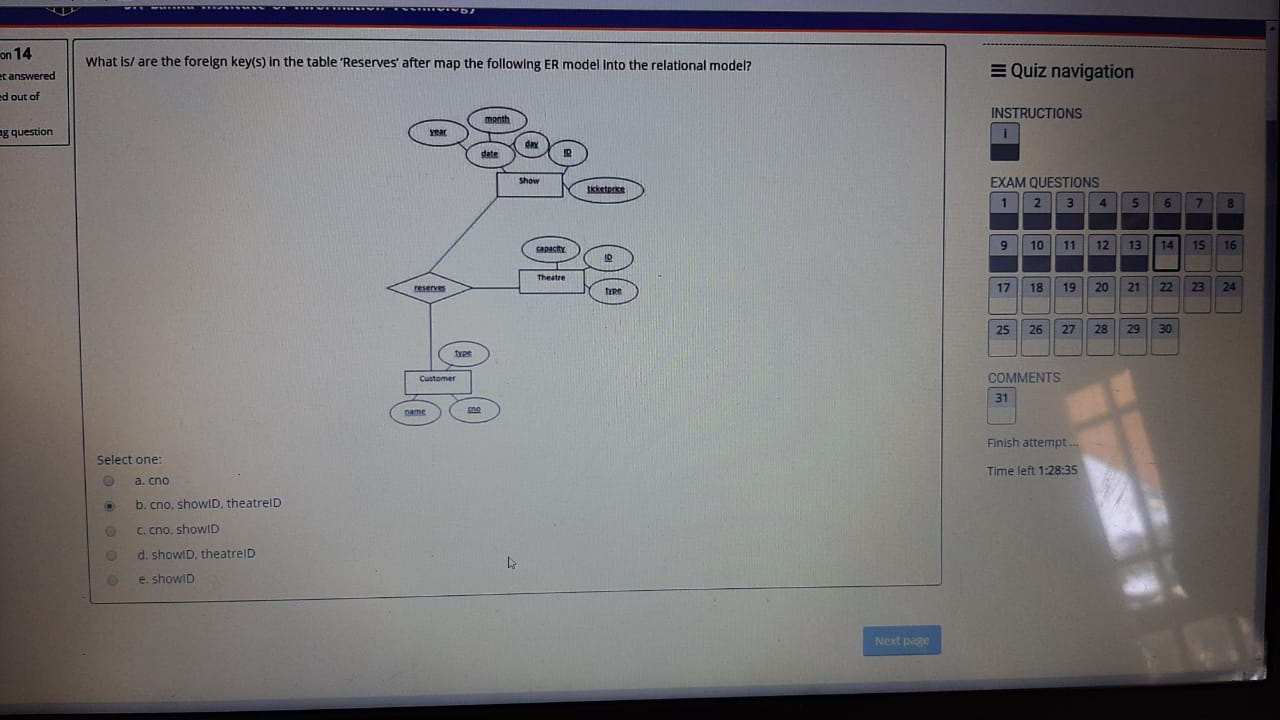 on 14
et answered
ed out of
ag question
What is/ are the foreign key(s) in the table 'Reserves' after map the following ER model into the relational model?
month
year
day
date
ID
Show
ticketprice
capacity
ID
Theatre
reserves
type
type
Customer
name
cno
Select one:
a. cno
b. cno, showID, theatreID
c. cno, showID
d. showID, theatreID
e. showID
Next page
Quiz navigation
INSTRUCTIONS
i
EXAM QUESTIONS
1 2 3 4 5 6 7 8
9 10 11 12 13 14 15 16
17 18 19 20 21 22 23 24
25 26 27 28 29 30
COMMENTS
31
Finish attempt ...
Time left 1:28:35